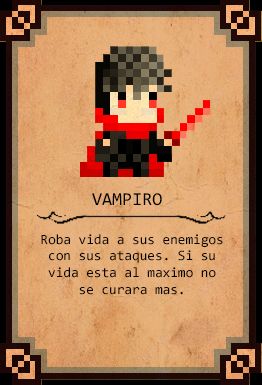 VAMPIRO
Roba vida a sus enemigos
con sus ataques. Si su
vida esta al maximo no
se curara mas.